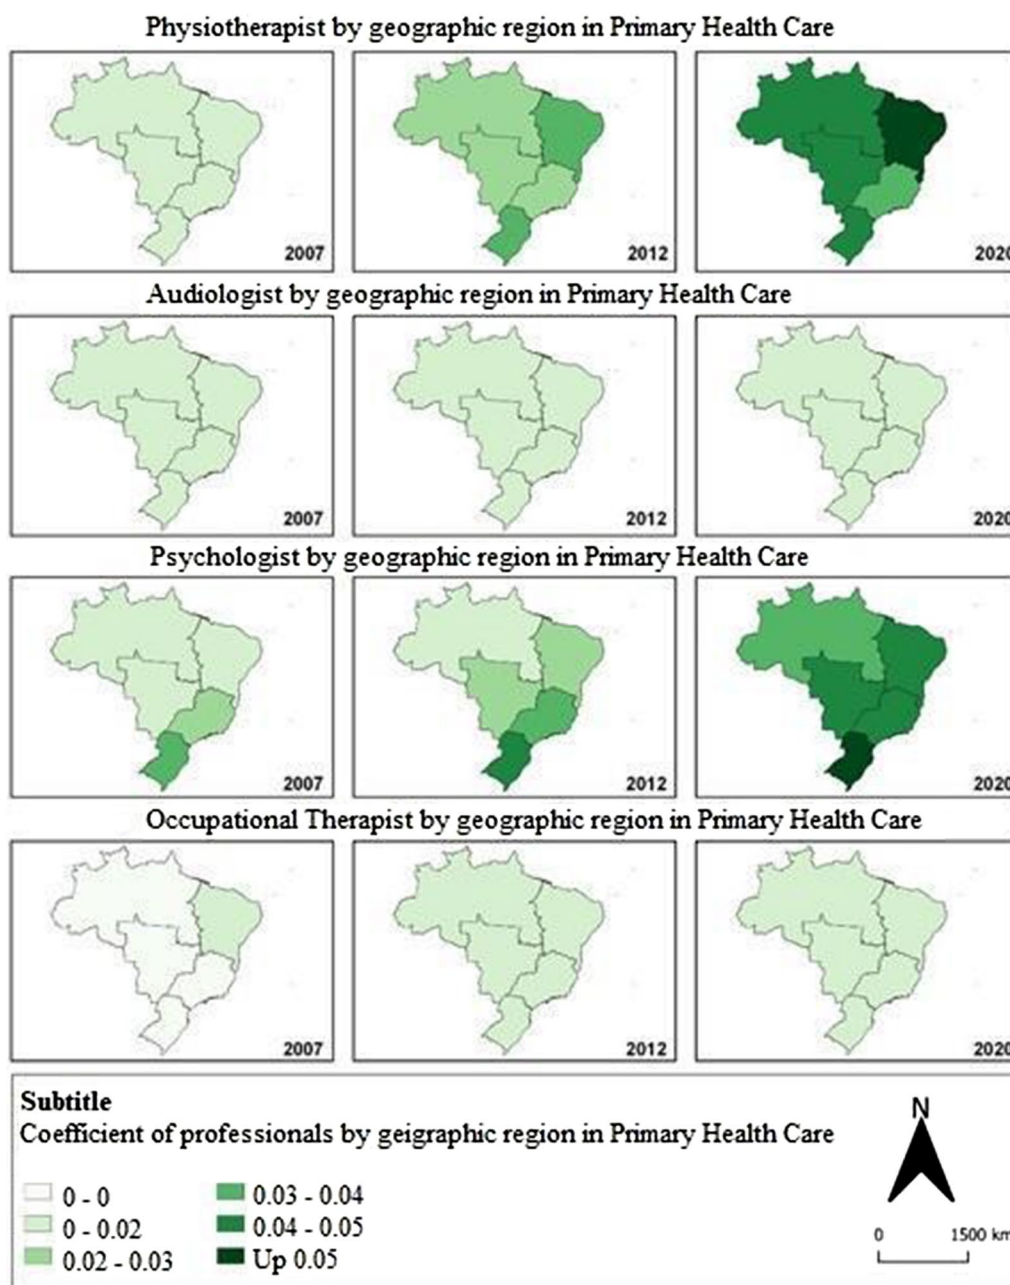 Physiotherapist by geographic region in Primary Health Care
2007
2012
2020
Audiologist by geographic region in Primary Health Care
2007
2012
2020
Psychologist by geographic region in Primary Health Care
2007
2012
2020
Occupational Therapist by geographic region in Primary Health Care
2007
2012
2020
Subtitle
Coefficient of professionals by geigraphic region in Primary Health Care
0 - 0
0 - 0.02
0.02 - 0.03
0.03 - 0.04
0.04 - 0.05
Up 0.05
N
0 1500 km